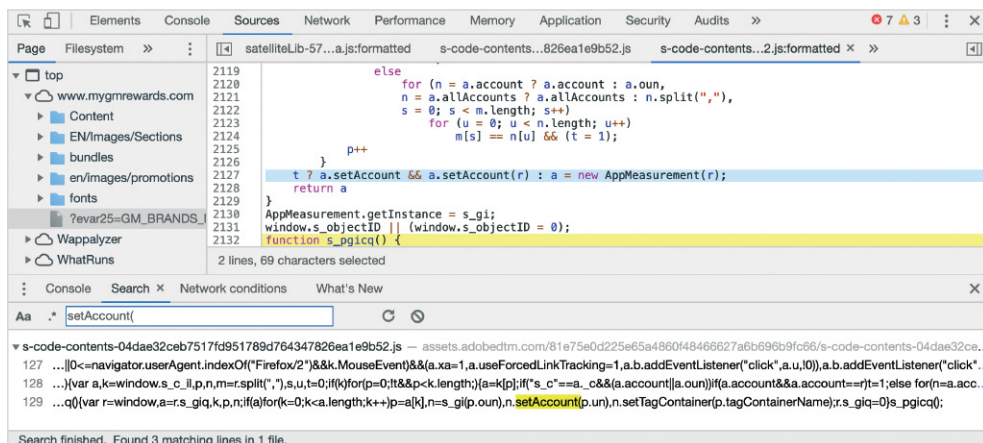 Elements Console Sources Network Performance Memory Application Security Audits » 7 3
Page Filesystem » satelliteLib-57...a.js:formatted s-code-contents...826ea1e9b52.js s-code-contents...2.js:formatted × »
top
www.mygmrewards.com
Content
EN/Images/Sections
bundles
en/images/promotions
fonts
?evar25=GM_BRANDS_
Wappalyzer
WhatRuns
2119 else
2120 for (n = a.account ? a.account : a.oun,
2121 n = a.allAccounts ? a.allAccounts : n.split(","),
2122 s = 0; s < m.length; s++)
2123 for (u = 0; u < n.length; u++)
2124 m[s] == n[u] && (t = 1);
2125 p++
2126 }
2127 t ? a.setAccount && a.setAccount(r) : a = new AppMeasurement(r);
2128 return a
2129 }
2130 AppMeasurement.getInstance = s_gi;
2131 window.s_objectID || (window.s_objectID = 0);
2132 function s_pgicq() {
2 lines, 69 characters selected
Console Search × Network conditions What's New ×
Aa .* setAccount(
s-code-contents-04dae32ceb7517fd951789d764347826ea1e9b52.js — assets.adobedtm.com/81e75e0d225e65a4860f48466627a6b696b9fc66/s-code-contents-04dae32ce...
127 ...||0<=navigator.userAgent.indexOf("Firefox/2")&&k.MouseEvent)&&(a.xa=1,a.useForcedLinkTracking=1,a.b.addEventListener("click",a.u,!0)),a.b.addEventListener("click"...
128 ...){var a,k=window.s_c_il,p,n,m=r.split(","),s,u,t=0;if(k)for(p=0;!t&&p<k.length;){a=k[p];if("s_c"==a._c&&(a.account||a.oun))if(a.account&&a.account==r)t=1;else for(n=a.acc...
129 ...q(){var r=window,a=r.s_giq,k,p,n;if(a)for(k=0;k<a.length;k++)p=a[k],n=s_gi(p.oun),n.setAccount(p.un),n.setTagContainer(p.tagContainerName);r.s_giq=0}s_pgicq();
Search finished. Found 3 matching lines in 1 file.